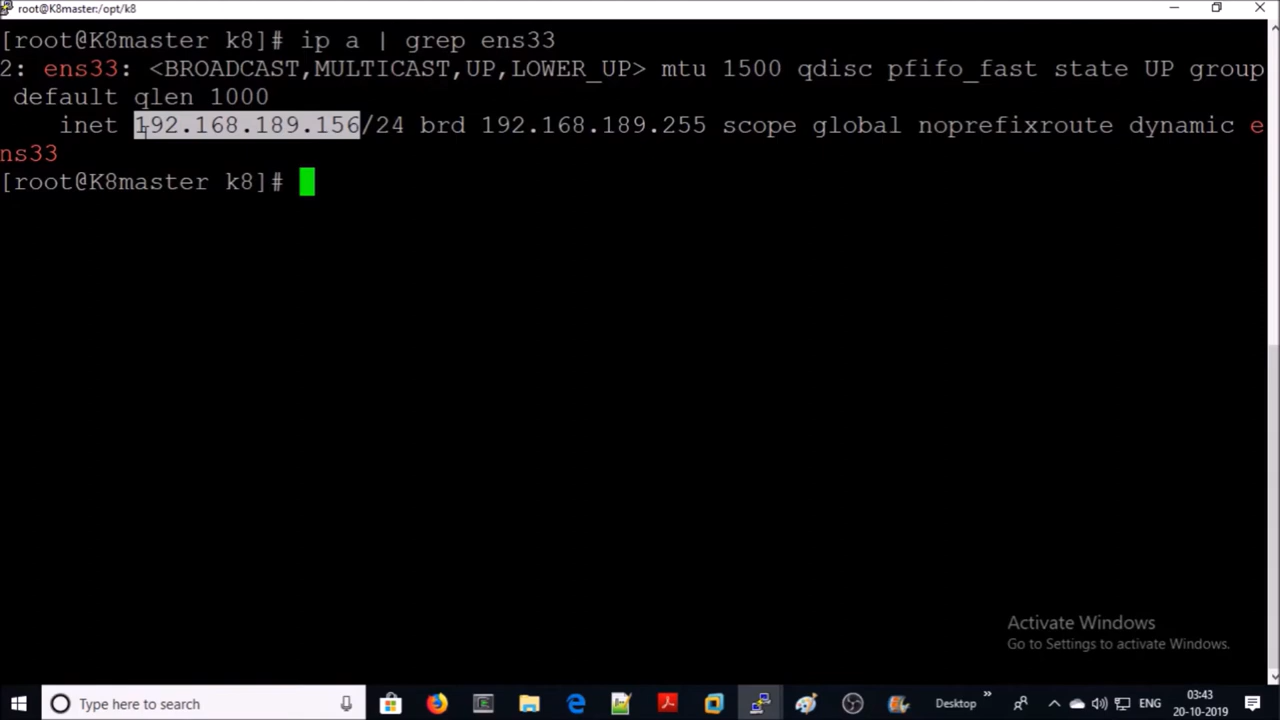 root@K8master:/opt/k8
[root@K8master k8]# ip a | grep ens33
2: ens33: <BROADCAST,MULTICAST,UP,LOWER_UP> mtu 1500 qdisc pfifo_fast state UP group
 default qlen 1000
    inet 192.168.189.156/24 brd 192.168.189.255 scope global noprefixroute dynamic e
ns33
[root@K8master k8]#
Activate Windows
Go to Settings to activate Windows.
Type here to search
Desktop
ENG
03:43
20-10-2019